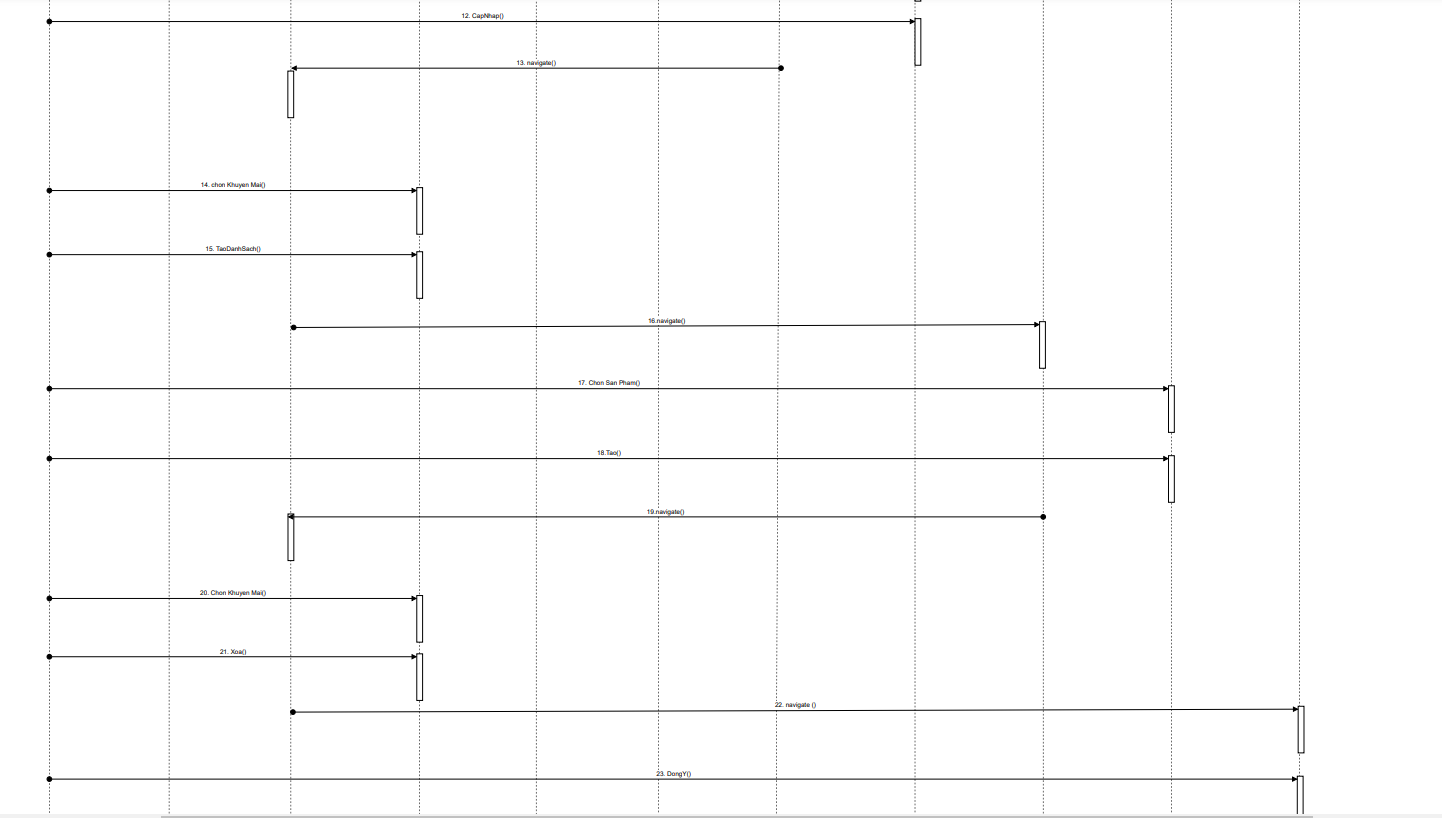 12. CapNhap()
13. navigate()
14. chon Khuyen Mai()
15. TaoDanhSach()
16.navigate()
17. Chon San Pham()
18.Tao()
19.navigate()
20. Chon Khuyen Mai()
21. Xoa()
22. navigate ()
23. DongY()